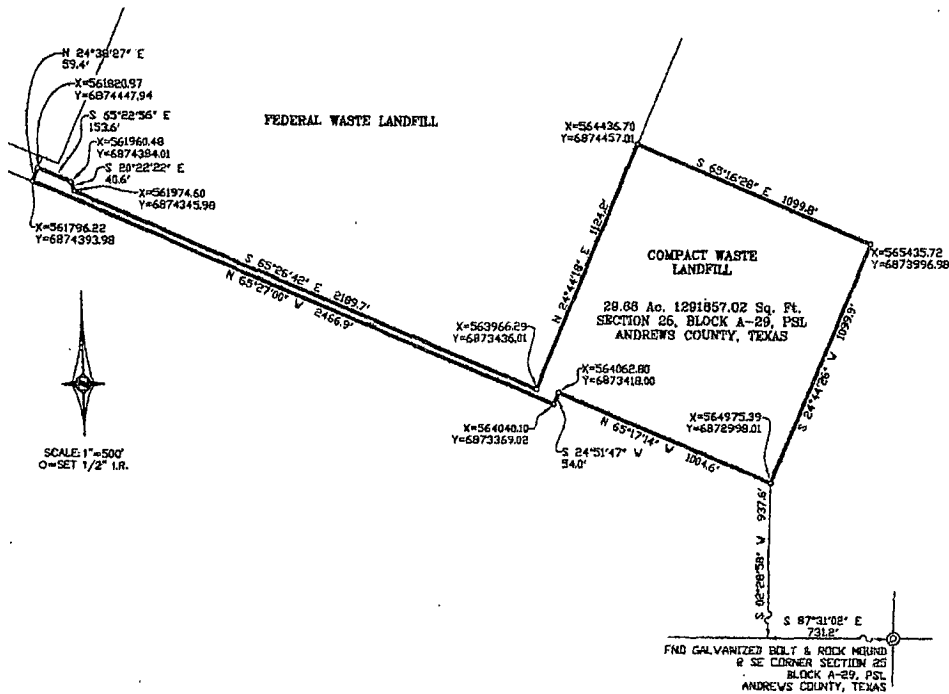 N 24°38'27" E
59.4'
X=561820.97
Y=6874447.94
S 65°22'56" E
153.6'
X=561960.48
Y=6874384.01
S 20°22'22" E
40.6'
X=561974.60
Y=6874345.98
X=561796.22
Y=6874393.98
FEDERAL WASTE LANDFILL
X=564436.70
Y=6874457.01
S 65°16'28" E 1099.8'
N 24°44'18" E 1124.2'
COMPACT WASTE
LANDFILL
29.66 Ac. 1291857.02 Sq. Ft.
SECTION 25, BLOCK A-29, PSL
ANDREWS COUNTY, TEXAS
X=565435.72
Y=6873996.98
S 24°44'26" W 1099.9'
S 65°26'42" E 2189.7'
N 65°27'00" W 2466.9'
X=563966.29
Y=6873436.01
X=564062.80
Y=6873418.00
X=564040.10
Y=6873369.02
S 24°51'47" W
54.0'
N 65°17'14" W 1004.6'
X=564975.39
Y=6872998.01
N
SCALE: 1"=500'
O=SET 1/2" I.R.
S 02°28'58" W 937.6'
S 87°31'02" E
731.2'
FND GALVANIZED BOLT & ROCK MOUND
@ SE CORNER SECTION 25
BLOCK A-29, PSL
ANDREWS COUNTY, TEXAS